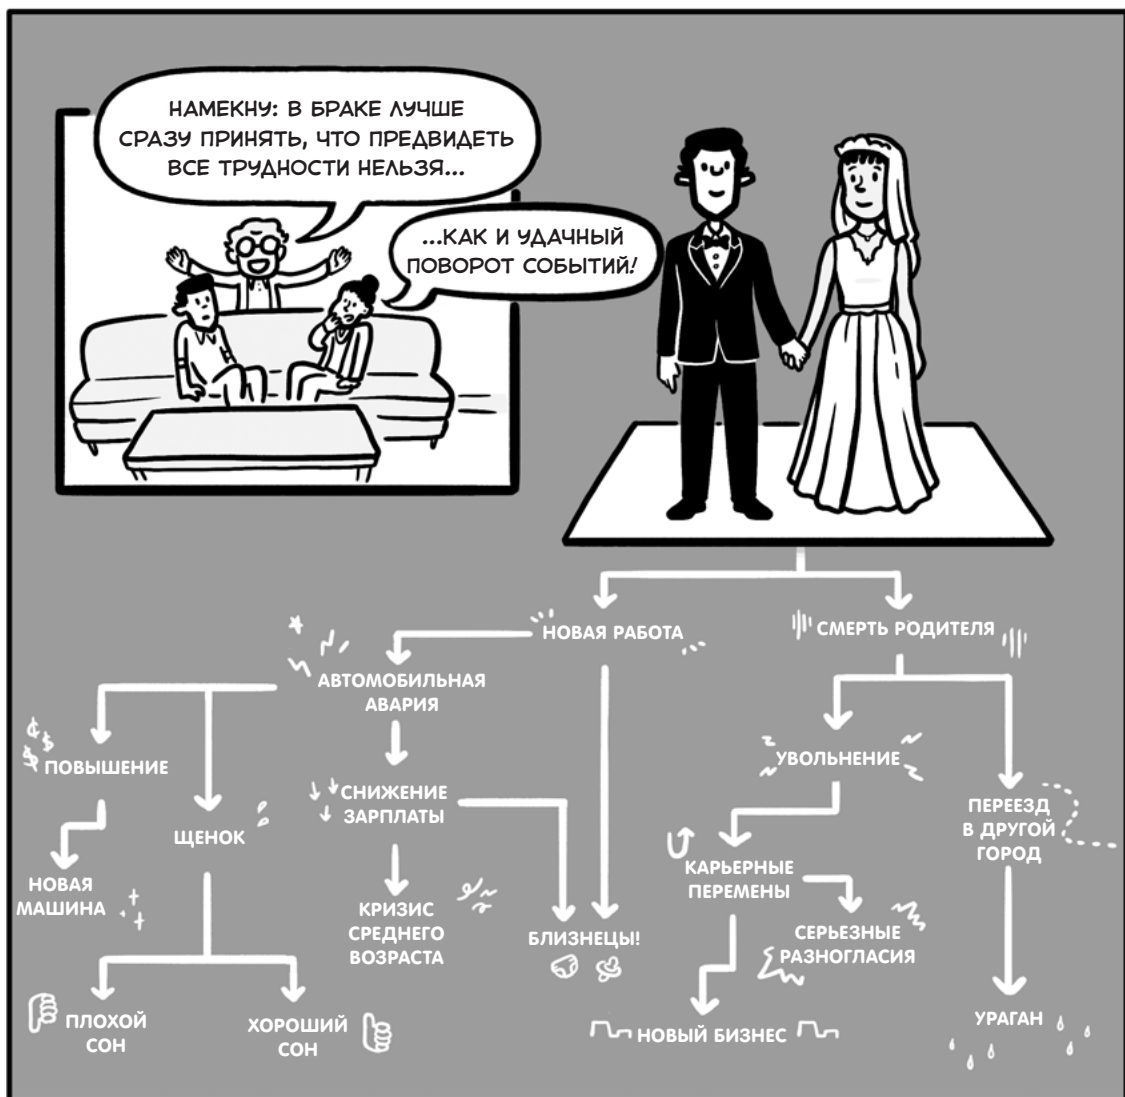 НАМЕКНУ: В БРАКЕ ЛУЧШЕ
СРАЗУ ПРИНЯТЬ, ЧТО ПРЕДВИДЕТЬ
ВСЕ ТРУДНОСТИ НЕЛЬЗЯ...
...КАК И УДАЧНЫЙ
ПОВОРОТ СОБЫТИЙ!
НОВАЯ РАБОТА
СМЕРТЬ РОДИТЕЛЯ
АВТОМОБИЛЬНАЯ
АВАРИЯ
ПОВЫШЕНИЕ
УВОЛЬНЕНИЕ
СНИЖЕНИЕ
ЗАРПЛАТЫ
ПЕРЕЕЗД
В ДРУГОЙ
ГОРОД
ЩЕНОК
КАРЬЕРНЫЕ
ПЕРЕМЕНЫ
НОВАЯ
МАШИНА
КРИЗИС
СРЕДНЕГО
ВОЗРАСТА
БЛИЗНЕЦЫ!
СЕРЬЕЗНЫЕ
РАЗНОГЛАСИЯ
ПЛОХОЙ
СОН
ХОРОШИЙ
СОН
НОВЫЙ БИЗНЕС
УРАГАН